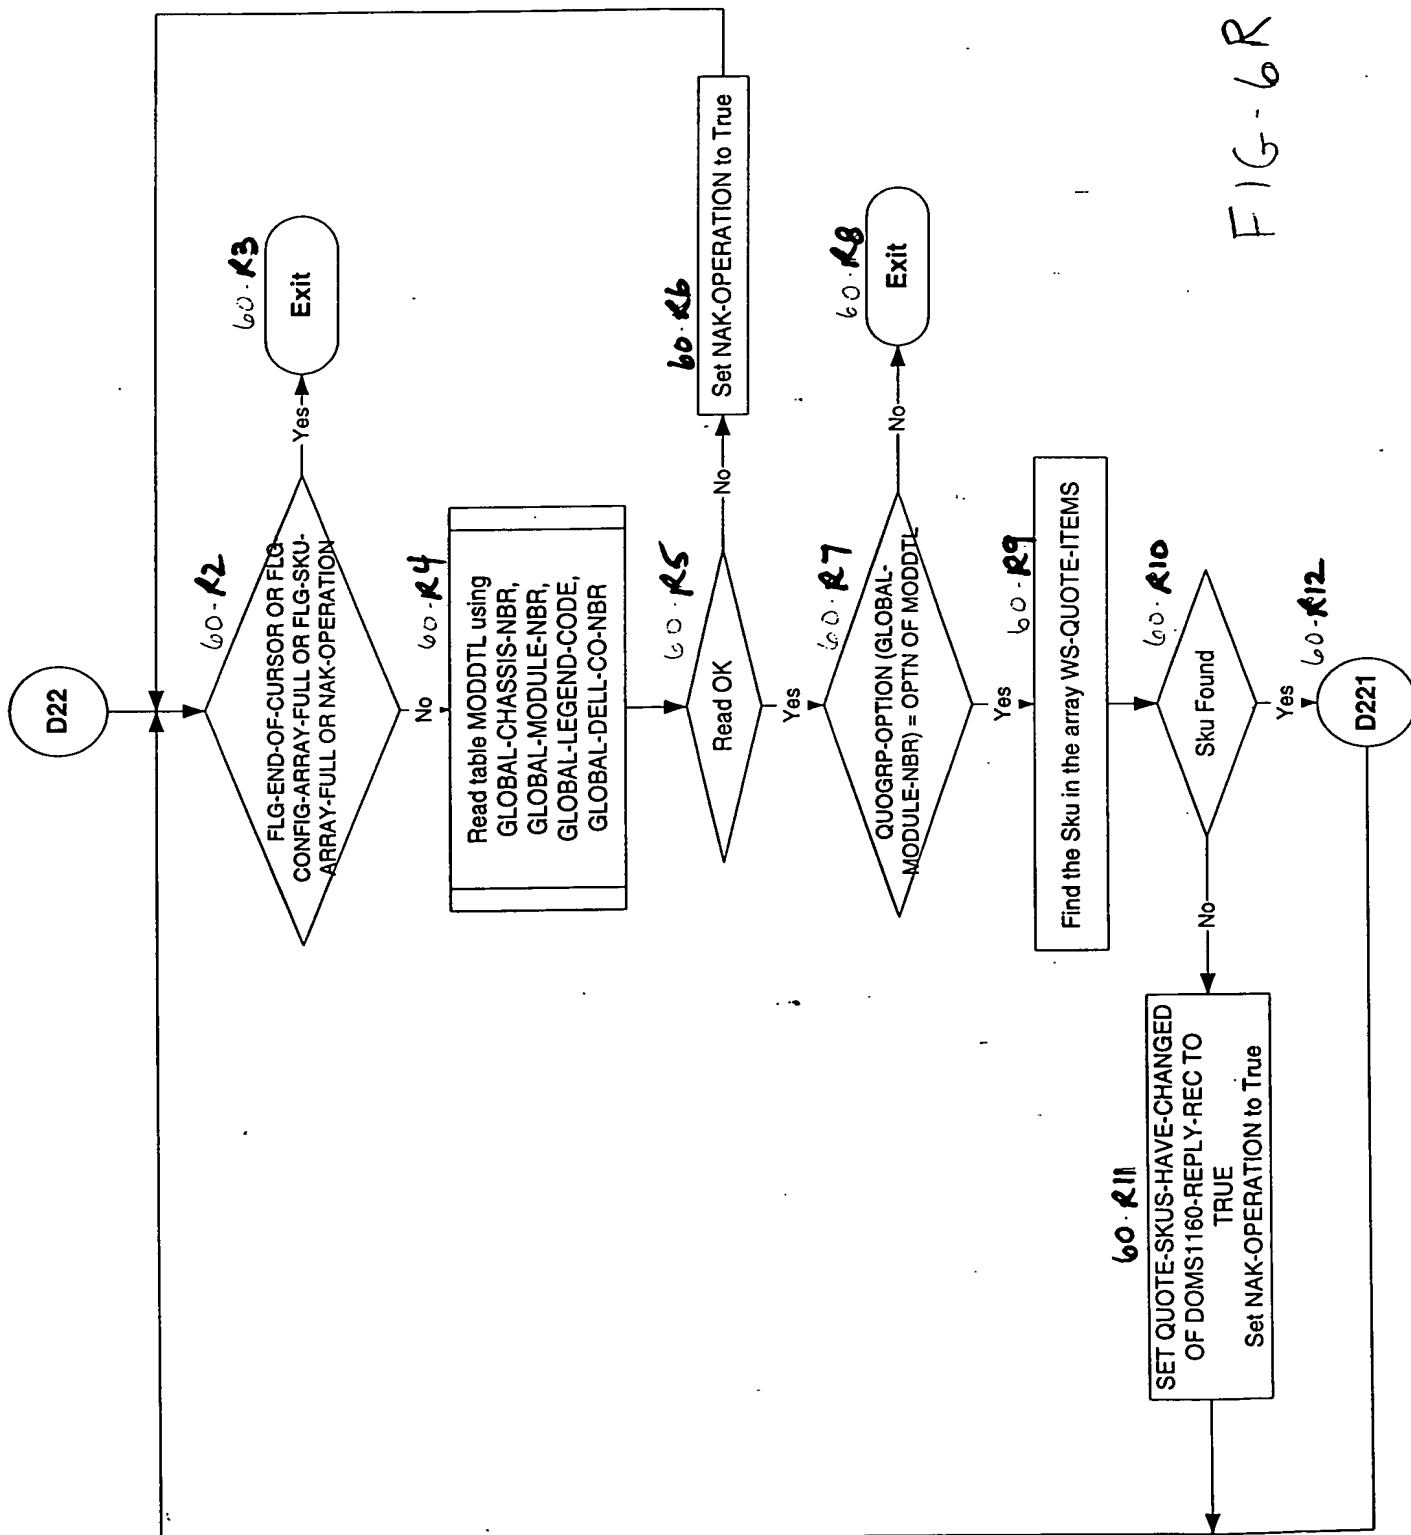 D22
60·R2
FLG-END-OF-CURSOR OR FLG-
CONFIG-ARRAY-FULL OR FLG-SKU-
ARRAY-FULL OR NAK-OPERATION
Yes
60·R3
Exit
No
60·R4
Read table MODDTL using
GLOBAL-CHASSIS-NBR,
GLOBAL-MODULE-NBR,
GLOBAL-LEGEND-CODE,
GLOBAL-DELL-CO-NBR
60·R5
Read OK
No
60·R6
Set NAK-OPERATION to True
Yes
60·R7
QUOGRP-OPTION (GLOBAL-
MODULE-NBR) = OPTN OF MODDTL
No
60·R8
Exit
Yes
60·R9
Find the Sku in the array WS-QUOTE-ITEMS
60·R10
Sku Found
No
60·R11
SET QUOTE-SKUS-HAVE-CHANGED
OF DOMS1160-REPLY-REC TO
TRUE
Set NAK-OPERATION to True
Yes
60·R12
D221
FIG-6R